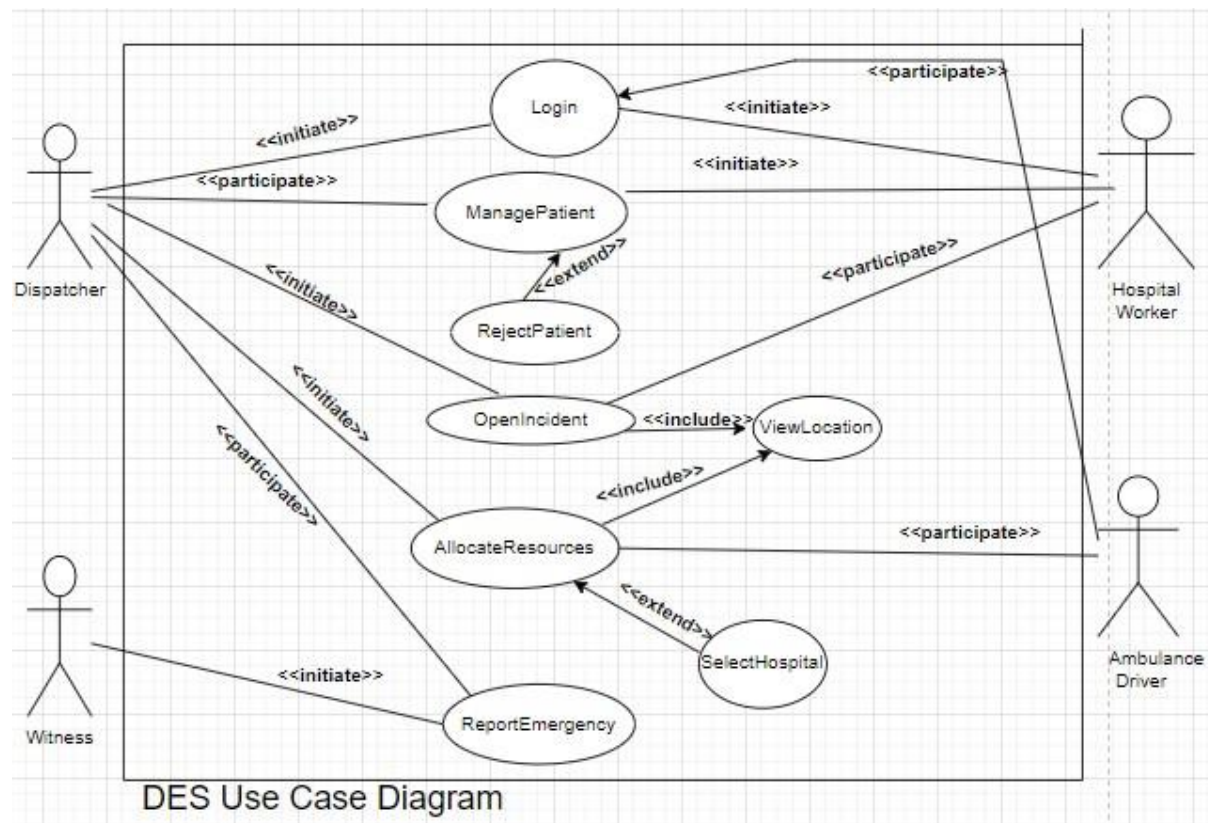 <<participate>>
Login
<<initiate>>
<<initiate>>
<<initiate>>
<<participate>>
ManagePatient
<<extend>>
<<participate>>
<<initiate>>
Dispatcher
Hospital
Worker
RejectPatient
<<initiate>>
OpenIncident
<<include>>
ViewLocation
<<participate>>
<<include>>
<<participate>>
AllocateResources
<<extend>>
SelectHospital
Ambulance
Driver
<<initiate>>
ReportEmergency
Witness
DES Use Case Diagram